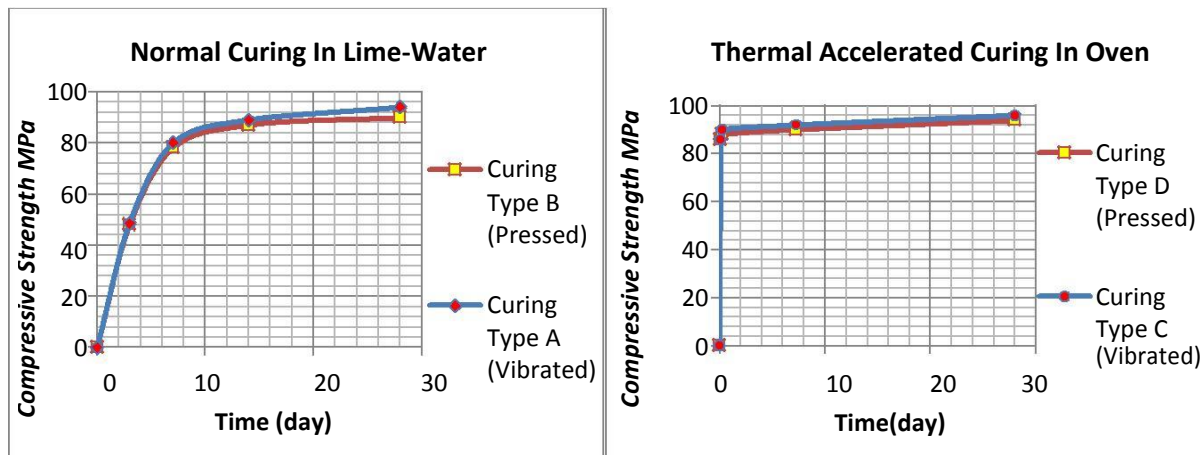 Normal Curing In Lime-Water
Compressive Strength MPa
100
80
60
40
20
0
0 10 20 30
Time (day)
Curing
Type B
(Pressed)
Curing
Type A
(Vibrated)
Thermal Accelerated Curing In Oven
Compressive Strength MPa
100
80
60
40
20
0
0 10 20 30
Time(day)
Curing
Type D
(Pressed)
Curing
Type C
(Vibrated)